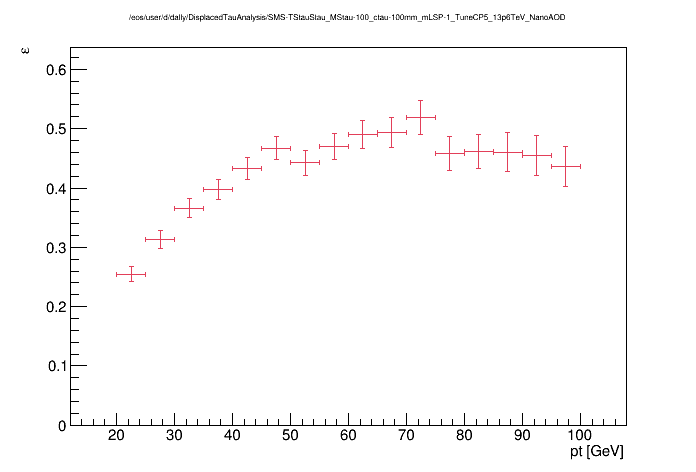 /eos/user/d/dally/DisplacedTauAnalysis/SMS-TStauStau_MStau-100_ctau-100mm_mLSP-1_TuneCP5_13p6TeV_NanoAOD
ε
0.6
0.5
0.4
0.3
0.2
0.1
0
20 30 40 50 60 70 80 90 100
pt [GeV]